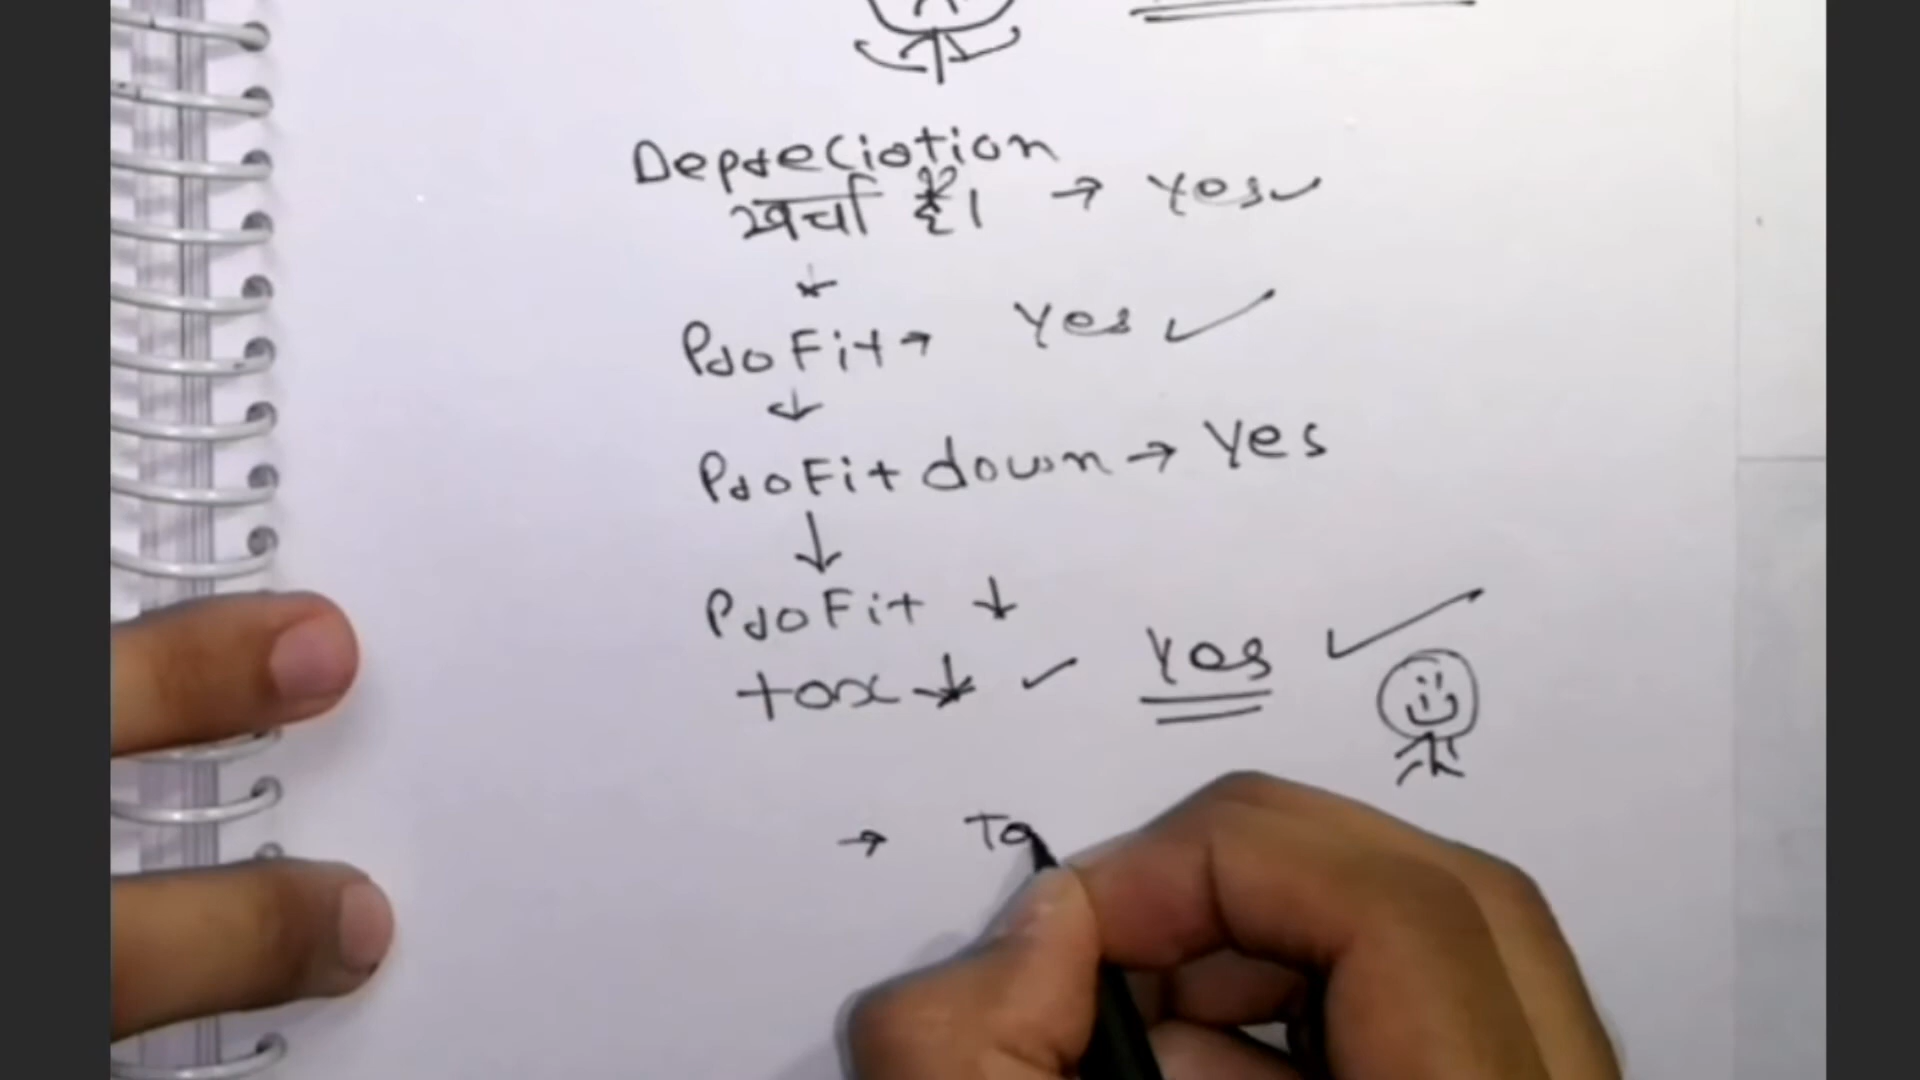 Depreciation
खर्चा है। → Yes ✓
↓
Profit → Yes ✓
↓
Profit down → Yes
↓
Profit ↓
tax ↓ ✓ Yes ✓
→ Ta